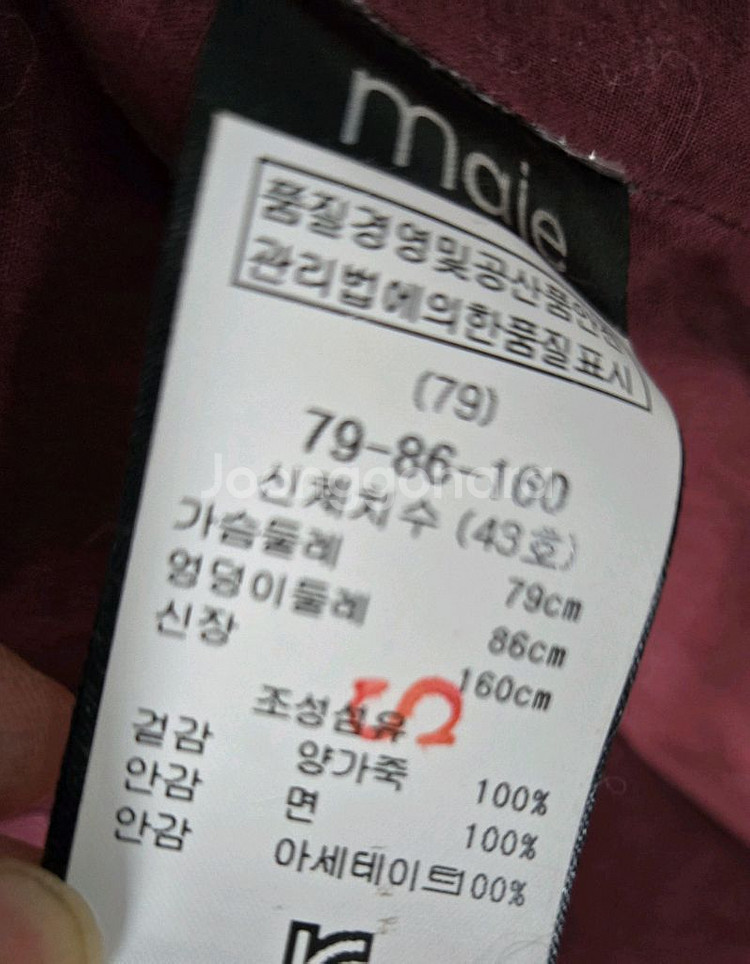 maie
품질경영및공산품안전
관리법에의한품질표시
(79)
79-86-160
Joonggonara
신체치수 (43호)
가슴둘레 79cm
엉덩이둘레 86cm
신장 160cm
S
조성섬유
겉감 양가죽 100%
안감 면 100%
안감 아세테이트100%